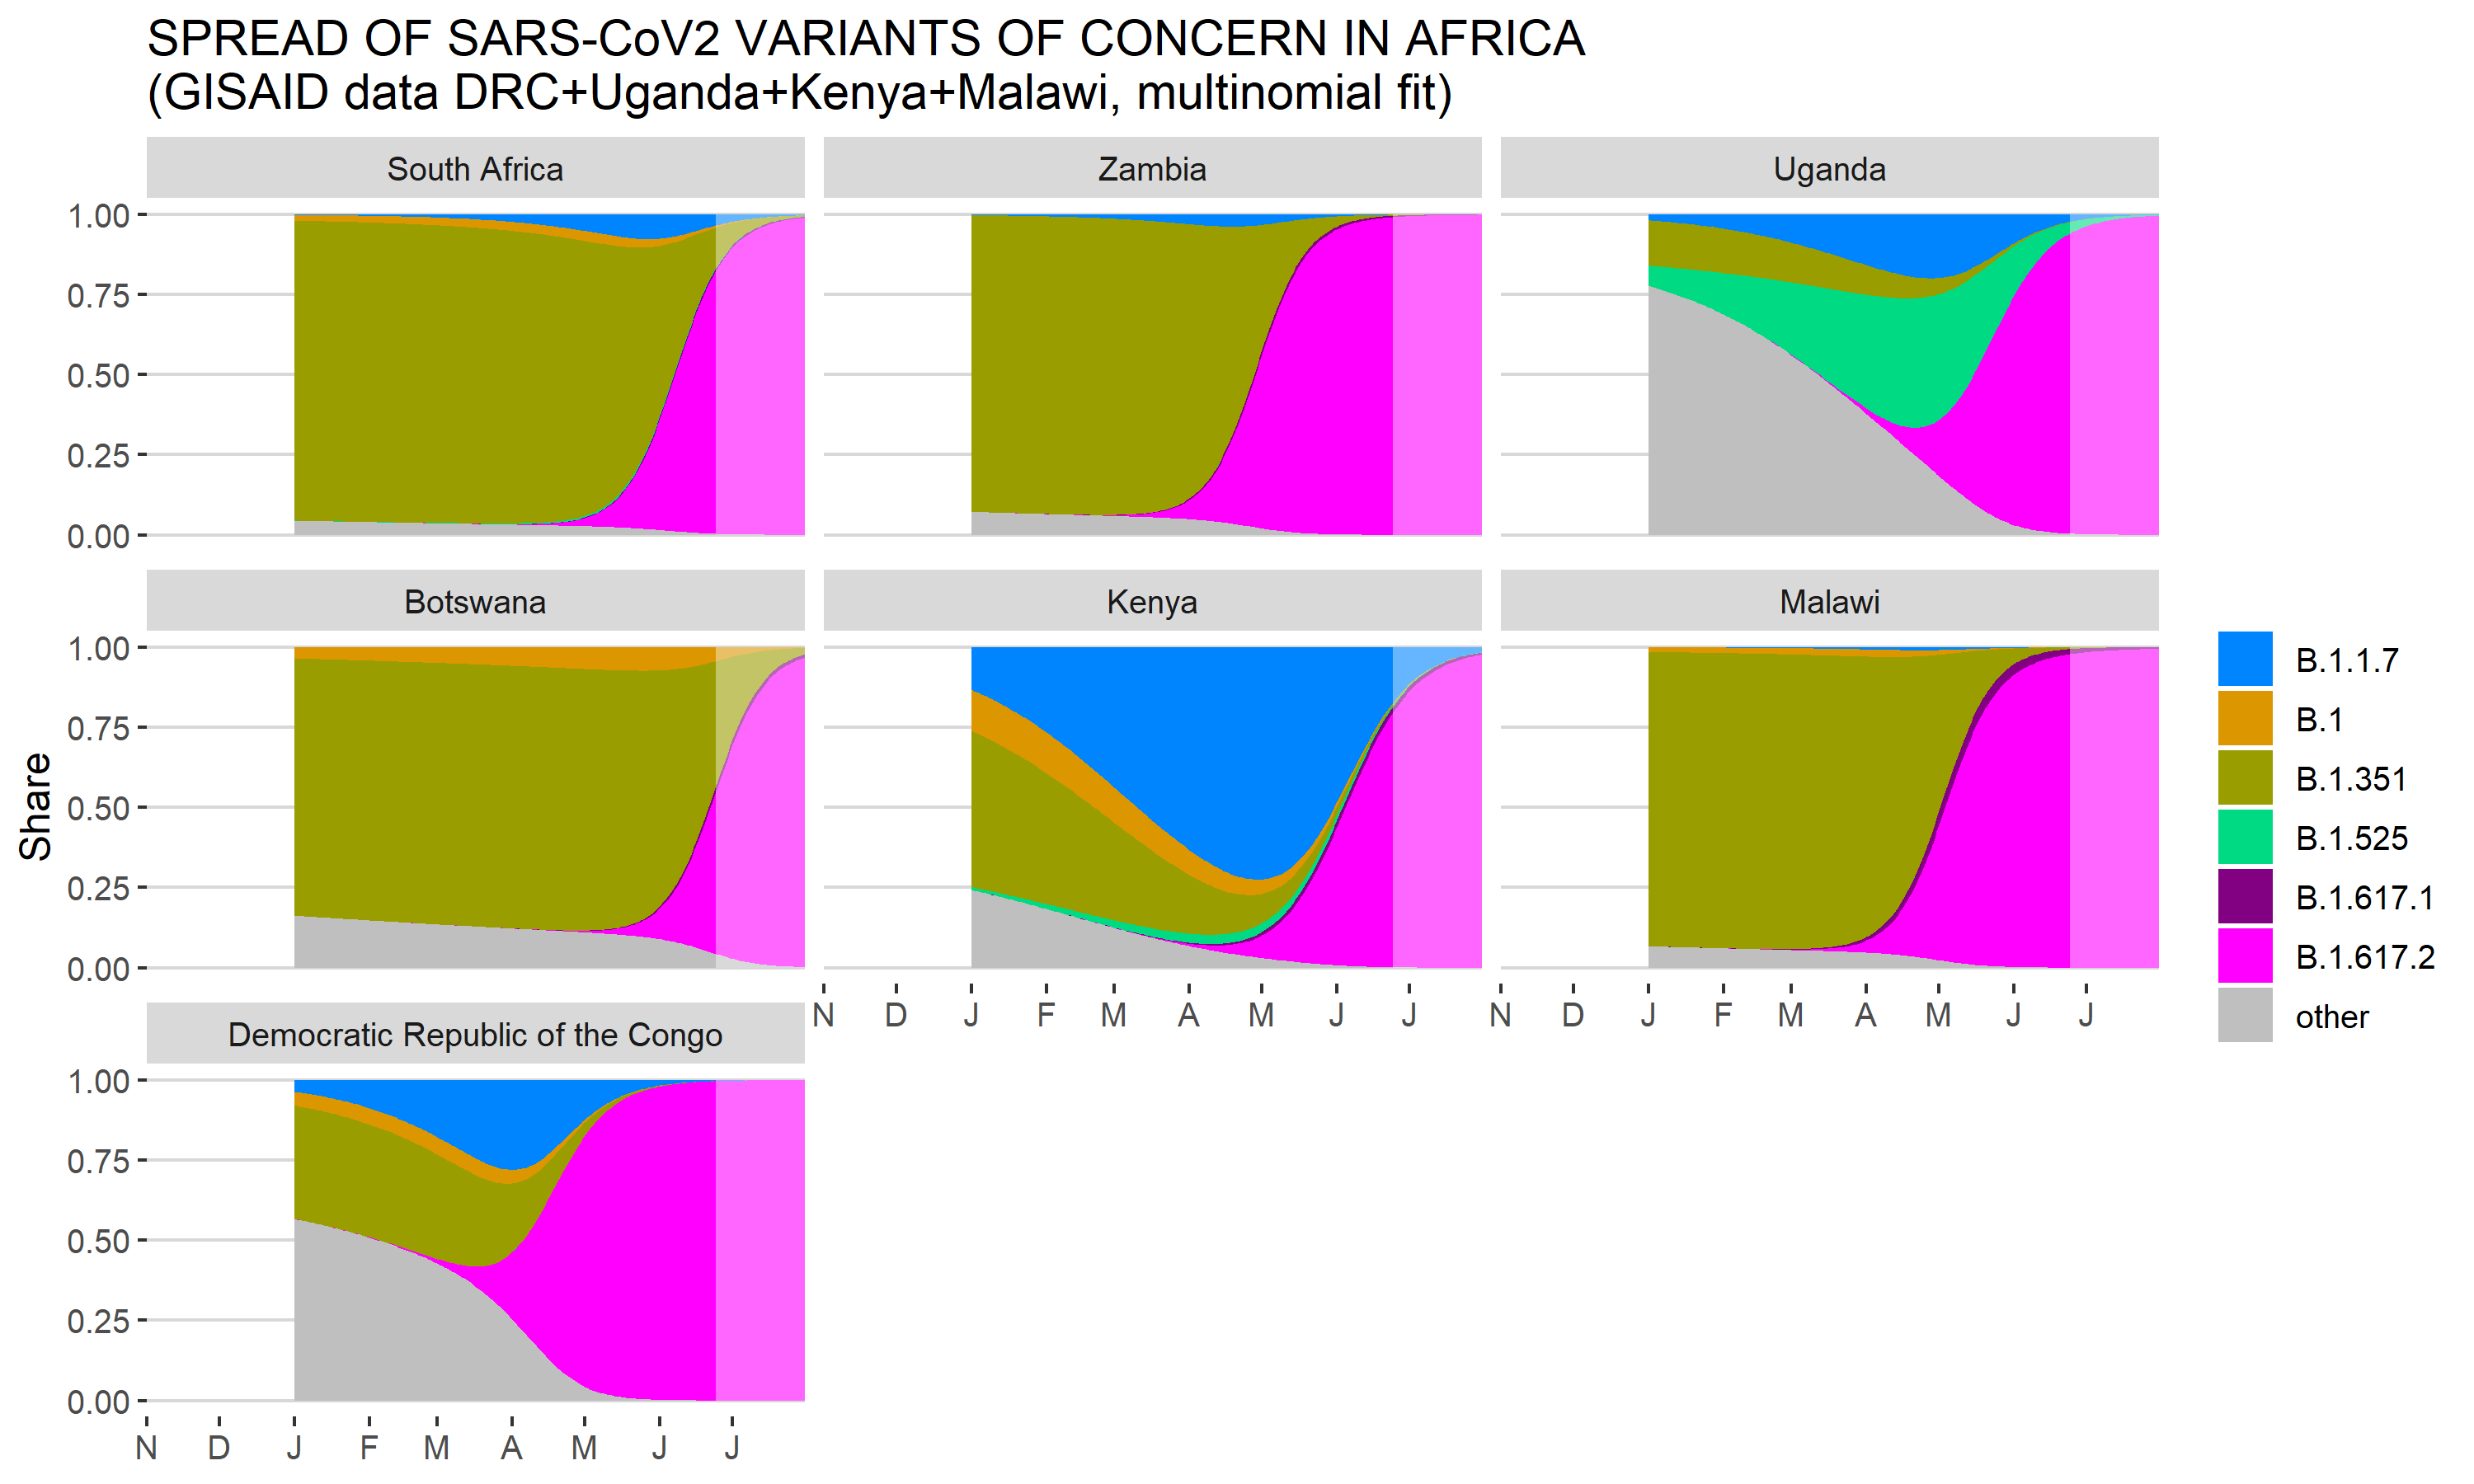 SPREAD OF SARS-CoV2 VARIANTS OF CONCERN IN AFRICA
(GISAID data DRC+Uganda+Kenya+Malawi, multinomial fit)
South Africa
Zambia
Uganda
1.00
0.75
0.50
0.25
0.00
Botswana
Kenya
Malawi
1.00
0.75
0.50
0.25
0.00
Share
N D J F M A M J J
N D J F M A M J J
Democratic Republic of the Congo
1.00
0.75
0.50
0.25
0.00
N D J F M A M J J
B.1.1.7
B.1
B.1.351
B.1.525
B.1.617.1
B.1.617.2
other